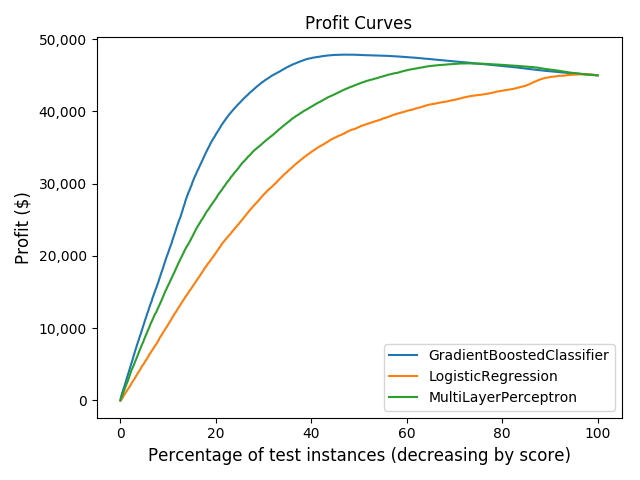 Profit Curves
Profit ($)
50,000
40,000
30,000
20,000
10,000
0
GradientBoostedClassifier
LogisticRegression
MultiLayerPerceptron
0 20 40 60 80 100
Percentage of test instances (decreasing by score)